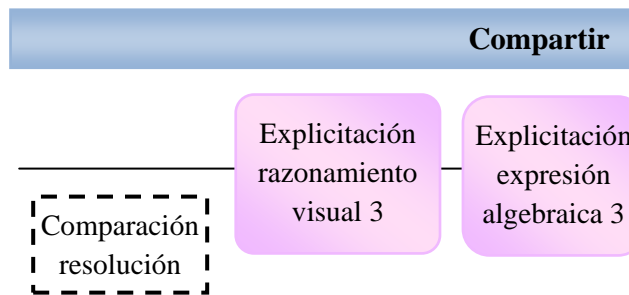 Compartir
Explicitación
razonamiento
visual 3
Explicitación
expresión
algebraica 3
Comparación
resolución